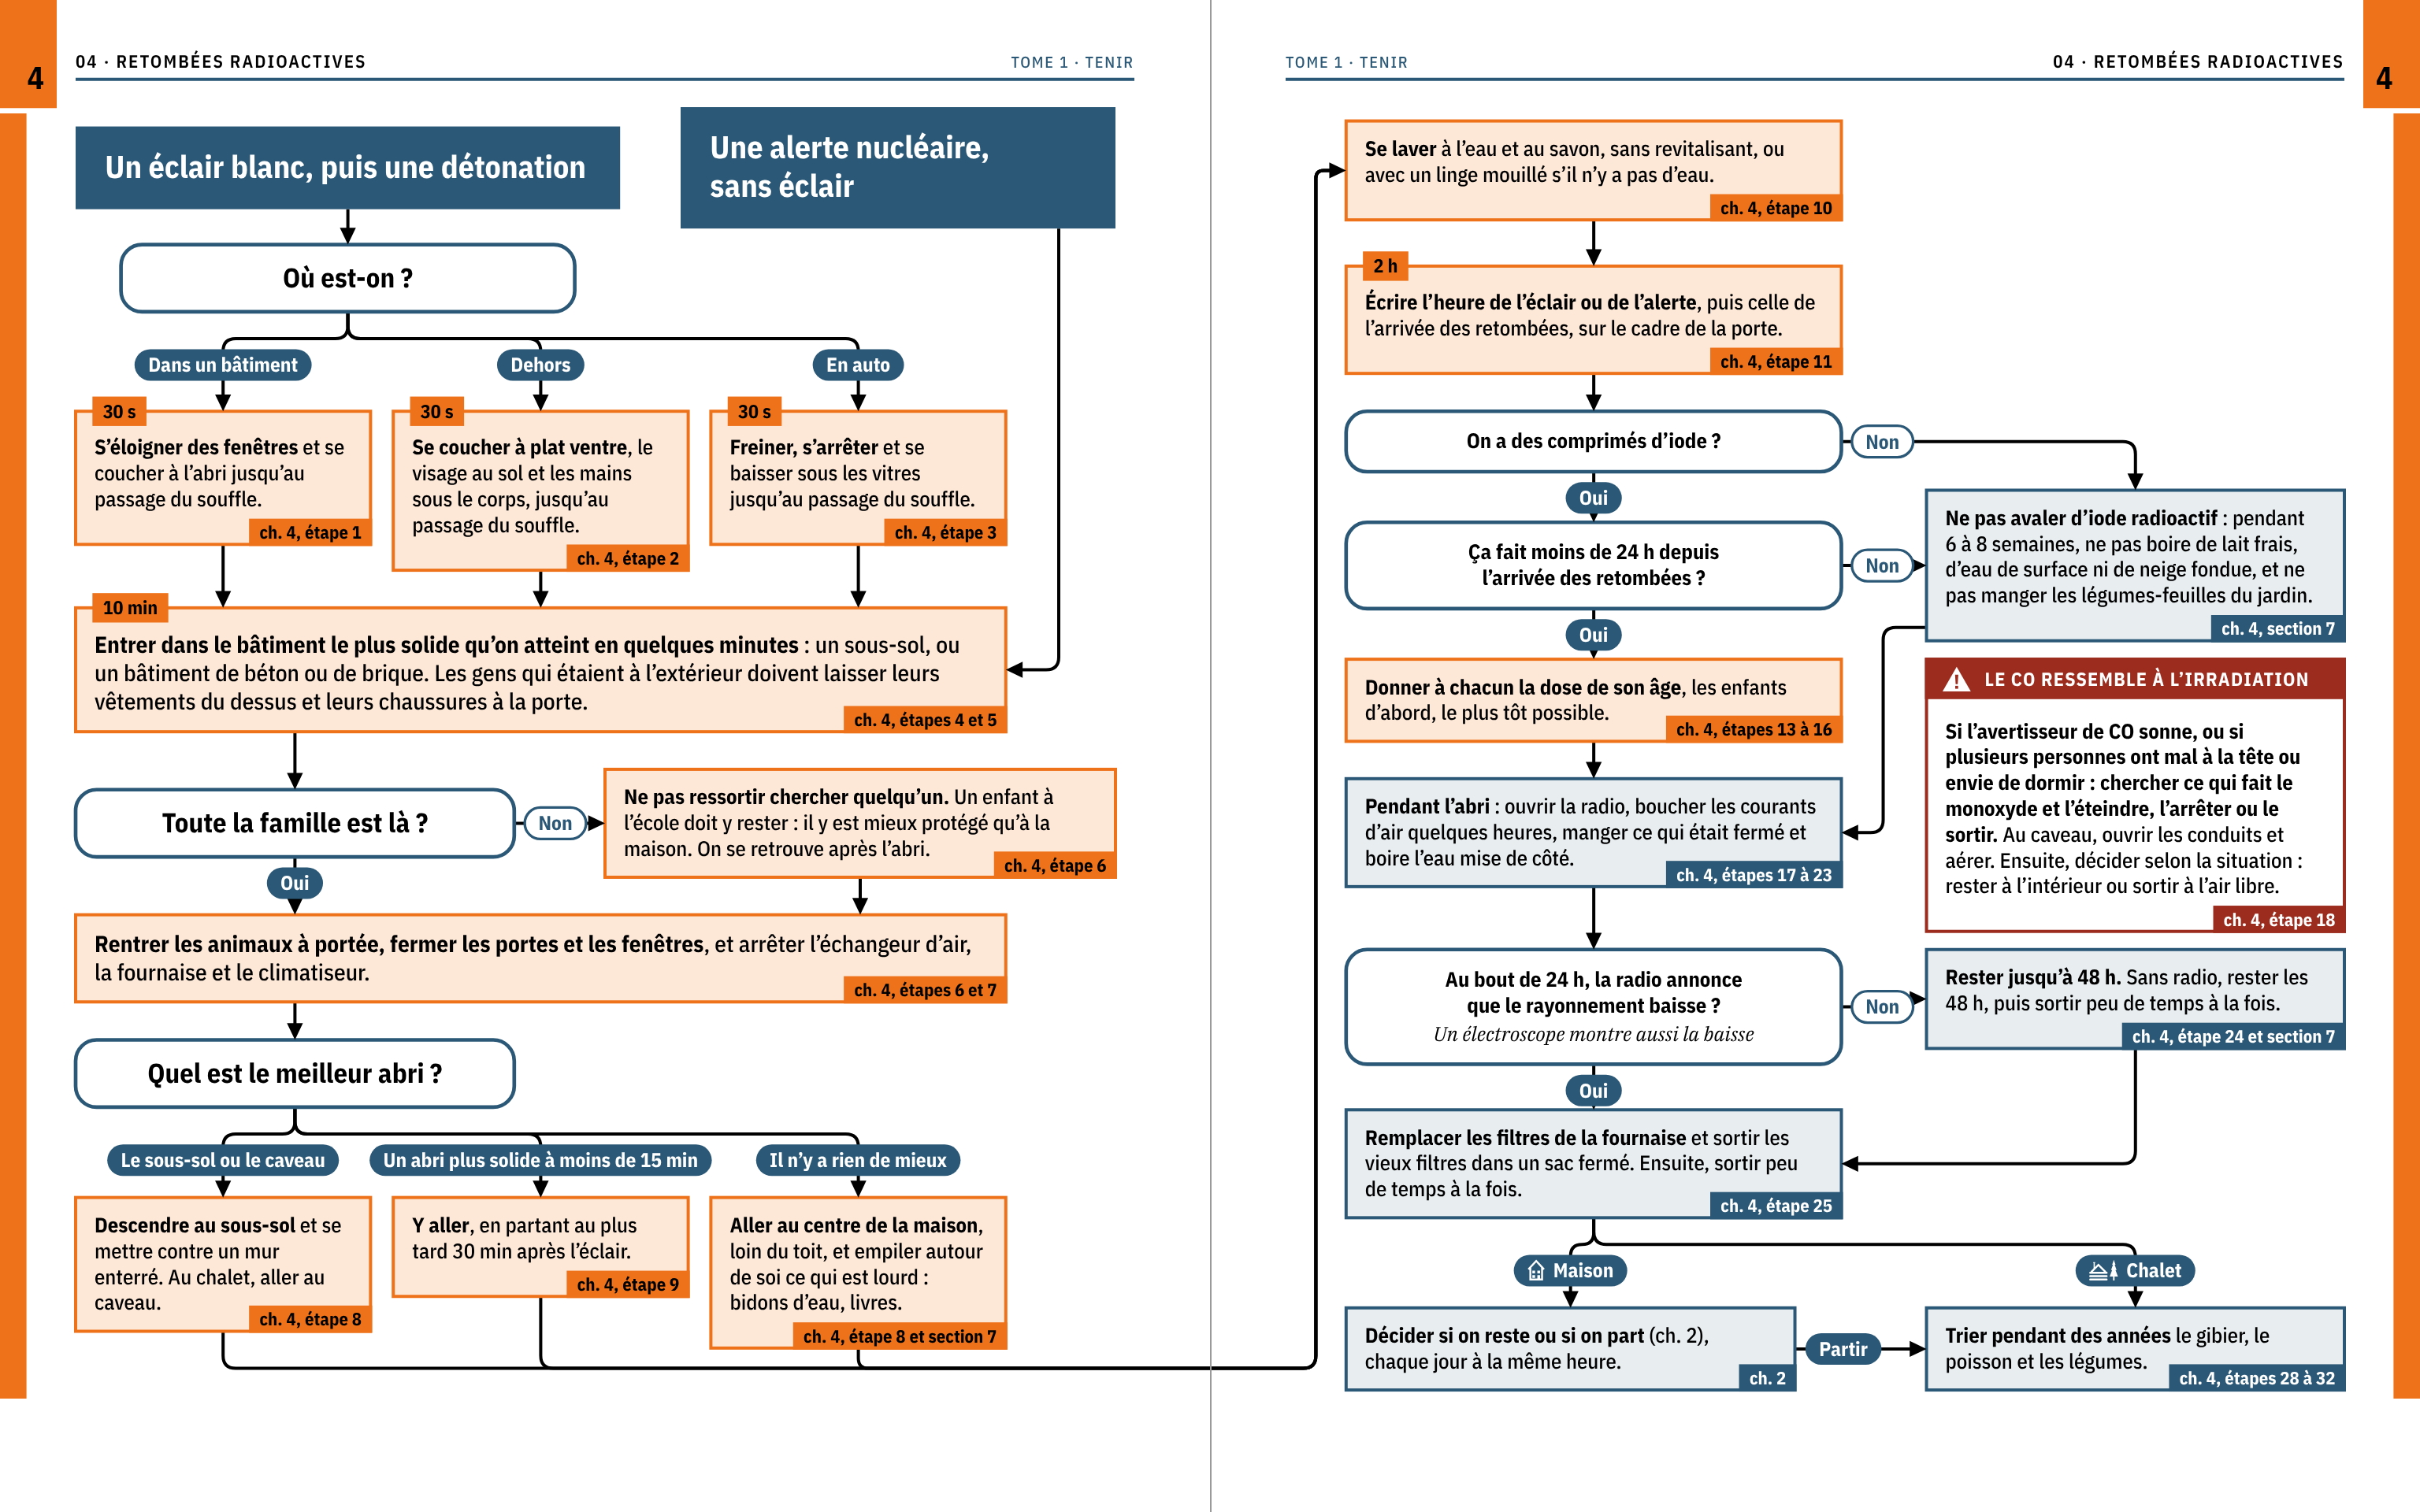 4
04 · RETOMBÉES RADIOACTIVES
TOME 1 · TENIR
Un éclair blanc, puis une détonation
Une alerte nucléaire,
sans éclair
Où est-on ?
Dans un bâtiment
Dehors
En auto
30 s
S’éloigner des fenêtres et se
coucher à l’abri jusqu’au
passage du souffle.
ch. 4, étape 1
30 s
Se coucher à plat ventre, le
visage au sol et les mains
sous le corps, jusqu’au
passage du souffle.
ch. 4, étape 2
30 s
Freiner, s’arrêter et se
baisser sous les vitres
jusqu’au passage du souffle.
ch. 4, étape 3
10 min
Entrer dans le bâtiment le plus solide qu’on atteint en quelques minutes : un sous-sol, ou
un bâtiment de béton ou de brique. Les gens qui étaient à l’extérieur doivent laisser leurs
vêtements du dessus et leurs chaussures à la porte.
ch. 4, étapes 4 et 5
Toute la famille est là ?
Non
Ne pas ressortir chercher quelqu’un. Un enfant à
l’école doit y rester : il y est mieux protégé qu’à la
maison. On se retrouve après l’abri.
ch. 4, étape 6
Oui
Rentrer les animaux à portée, fermer les portes et les fenêtres, et arrêter l’échangeur d’air,
la fournaise et le climatiseur.
ch. 4, étapes 6 et 7
Quel est le meilleur abri ?
Le sous-sol ou le caveau
Un abri plus solide à moins de 15 min
Il n’y a rien de mieux
Descendre au sous-sol et se
mettre contre un mur
enterré. Au chalet, aller au
caveau.
ch. 4, étape 8
Y aller, en partant au plus
tard 30 min après l’éclair.
ch. 4, étape 9
Aller au centre de la maison,
loin du toit, et empiler autour
de soi ce qui est lourd :
bidons d’eau, livres.
ch. 4, étape 8 et section 7
TOME 1 · TENIR
04 · RETOMBÉES RADIOACTIVES
4
Se laver à l’eau et au savon, sans revitalisant, ou
avec un linge mouillé s’il n’y a pas d’eau.
ch. 4, étape 10
2 h
Écrire l’heure de l’éclair ou de l’alerte, puis celle de
l’arrivée des retombées, sur le cadre de la porte.
ch. 4, étape 11
On a des comprimés d’iode ?
Non
Oui
Ça fait moins de 24 h depuis
l’arrivée des retombées ?
Non
Ne pas avaler d’iode radioactif : pendant
6 à 8 semaines, ne pas boire de lait frais,
d’eau de surface ni de neige fondue, et ne
pas manger les légumes-feuilles du jardin.
ch. 4, section 7
Oui
Donner à chacun la dose de son âge, les enfants
d’abord, le plus tôt possible.
ch. 4, étapes 13 à 16
LE CO RESSEMBLE À L’IRRADIATION
Si l’avertisseur de CO sonne, ou si
plusieurs personnes ont mal à la tête ou
envie de dormir : chercher ce qui fait le
monoxyde et l’éteindre, l’arrêter ou le
sortir. Au caveau, ouvrir les conduits et
aérer. Ensuite, décider selon la situation :
rester à l’intérieur ou sortir à l’air libre.
ch. 4, étape 18
Pendant l’abri : ouvrir la radio, boucher les courants
d’air quelques heures, manger ce qui était fermé et
boire l’eau mise de côté.
ch. 4, étapes 17 à 23
Au bout de 24 h, la radio annonce
que le rayonnement baisse ?
Un électroscope montre aussi la baisse
Non
Rester jusqu’à 48 h. Sans radio, rester les
48 h, puis sortir peu de temps à la fois.
ch. 4, étape 24 et section 7
Oui
Remplacer les filtres de la fournaise et sortir les
vieux filtres dans un sac fermé. Ensuite, sortir peu
de temps à la fois.
ch. 4, étape 25
Maison
Chalet
Décider si on reste ou si on part (ch. 2),
chaque jour à la même heure.
ch. 2
Partir
Trier pendant des années le gibier, le
poisson et les légumes.
ch. 4, étapes 28 à 32